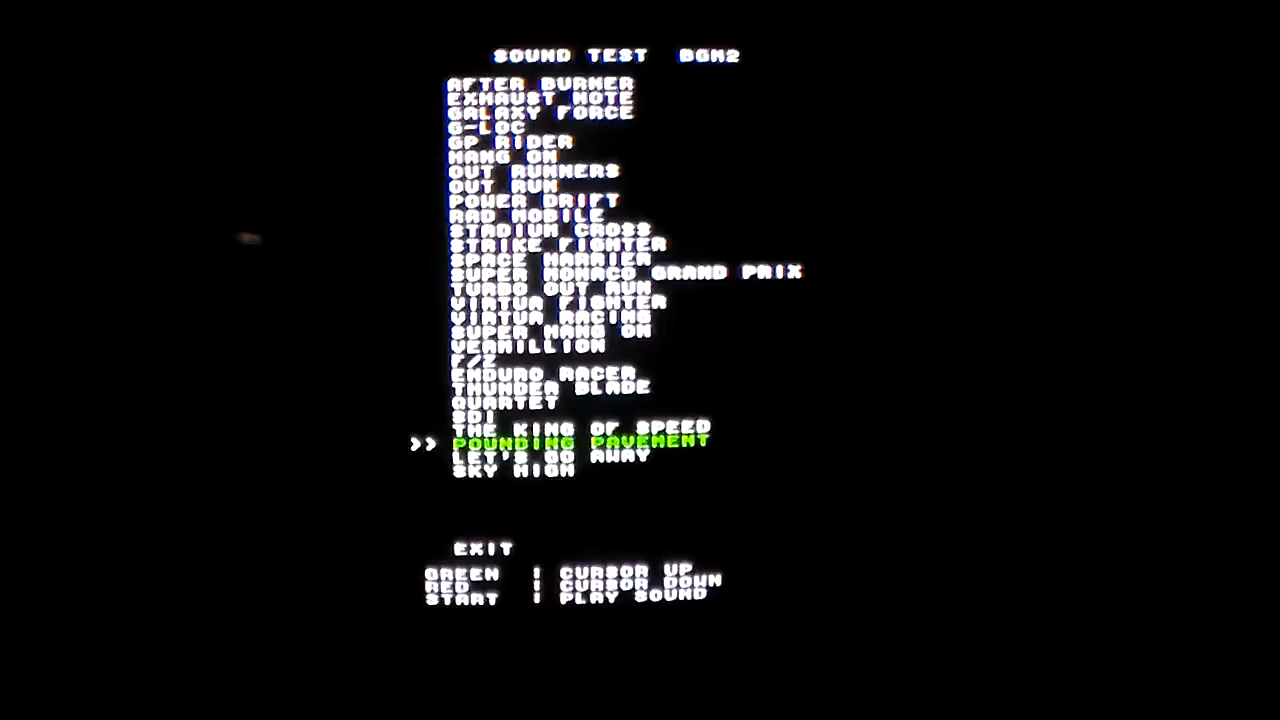 SOUND TEST BGM2
AFTER BURNER
EXHAUST NOTE
GALAXY FORCE
G-LOC
GP RIDER
HANG ON
OUT RUNNERS
OUT RUN
POWER DRIFT
RAD MOBILE
STADIUM CROSS
STRIKE FIGHTER
SPACE HARRIER
SUPER MONACO GRAND PRIX
TURBO OUT RUN
VIRTUA FIGHTER
VIRTUA RACING
SUPER HANG ON
VERMILLION
F/Z
ENDURO RACER
THUNDER BLADE
QUARTET
SDI
THE KING OF SPEED
>> POUNDING PAVEMENT
LET'S GO AWAY
SKY HIGH
EXIT
GREEN : CURSOR UP
RED : CURSOR DOWN
START : PLAY SOUND